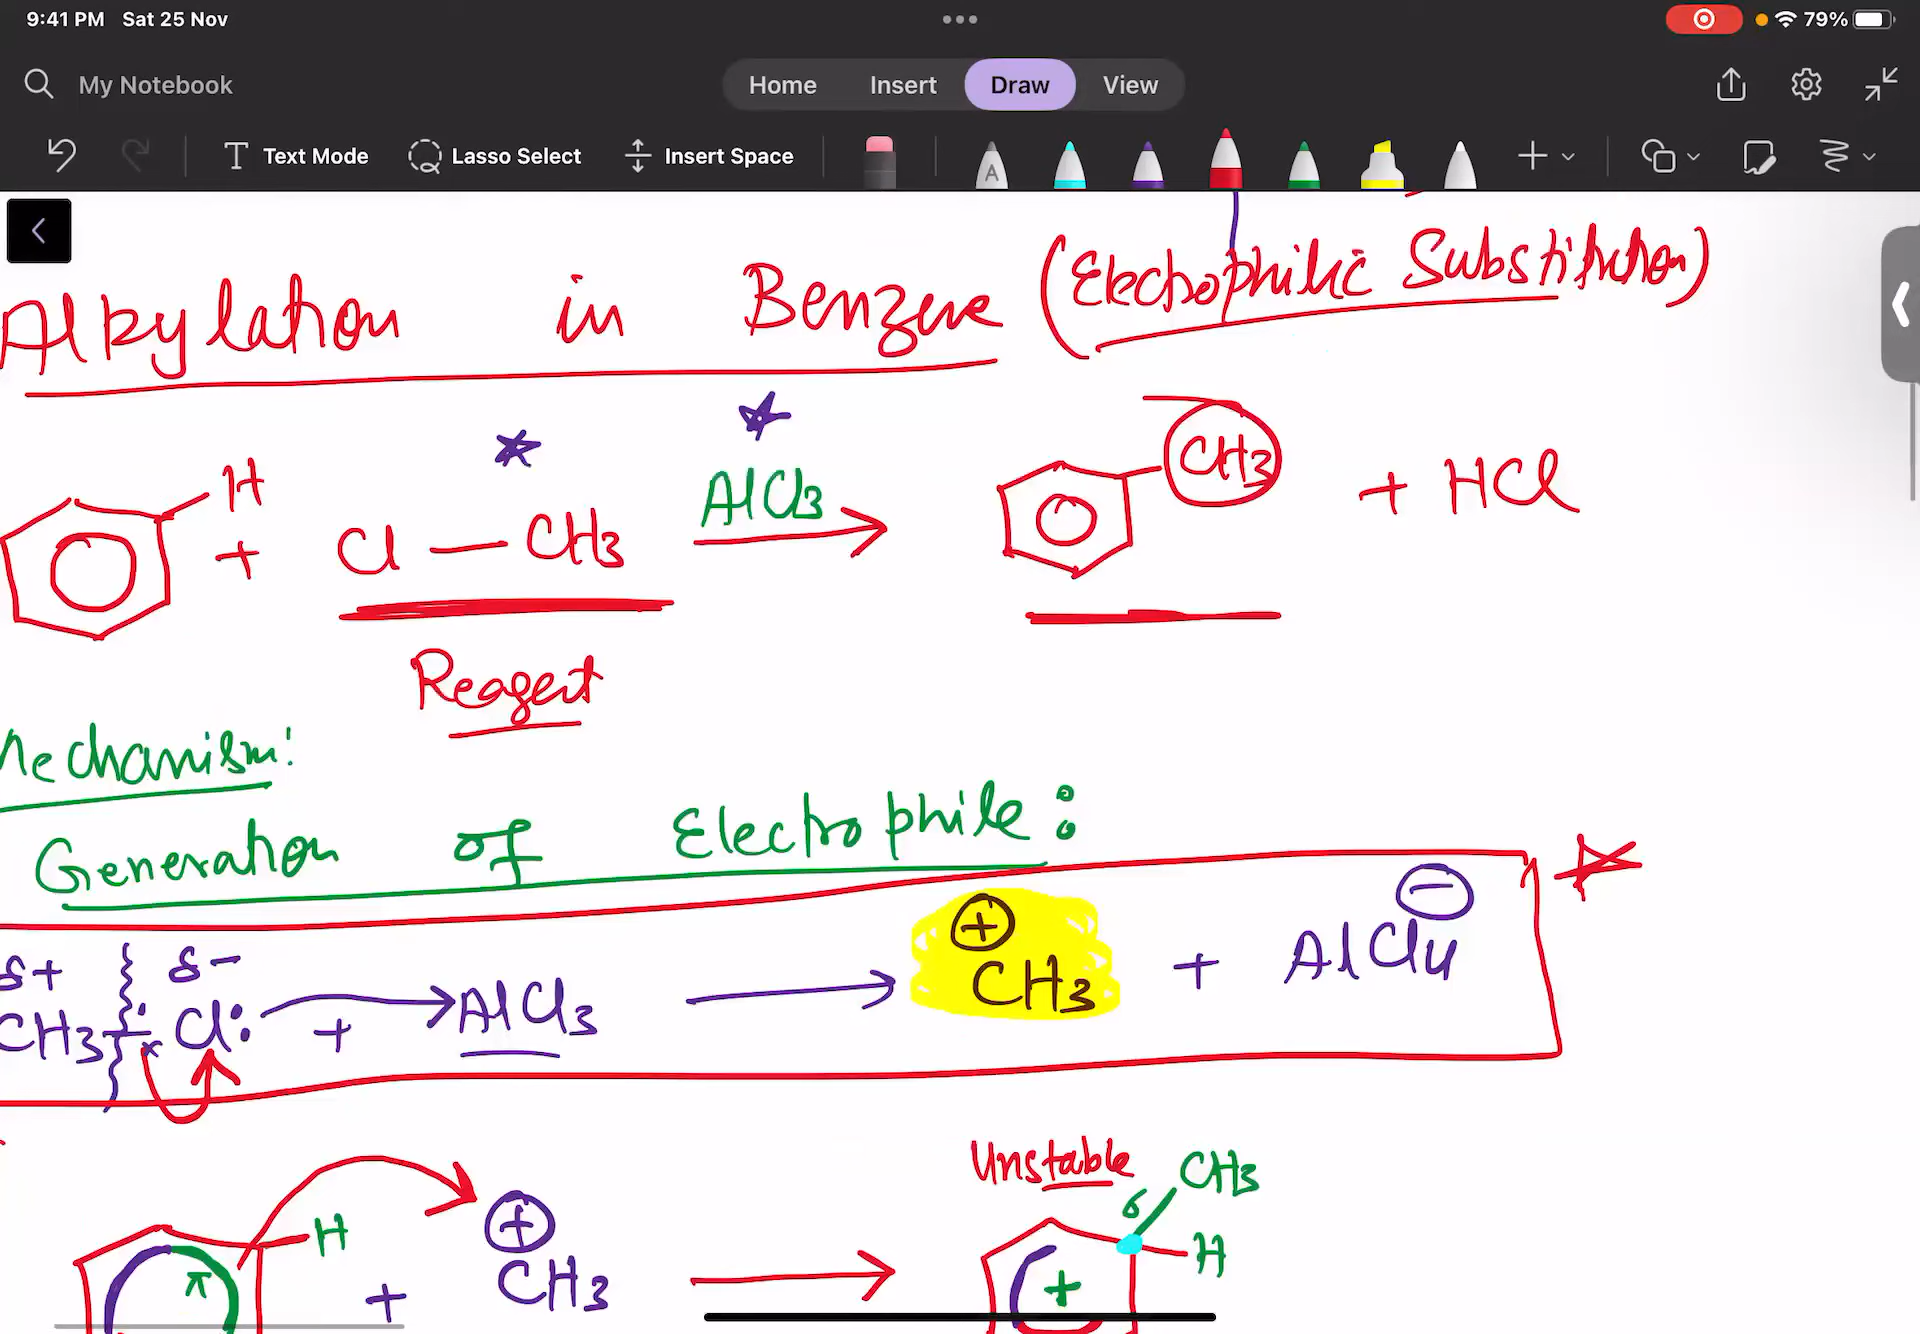 9:41 PM Sat 25 Nov
79%
My Notebook
Home Insert Draw View
Text Mode Lasso Select Insert Space
A
Alkylation in Benzene (Electrophilic Substitution)
H + Cl — CH3 AlCl3 → CH3 + HCl
Reagent
Mechanism:
Generation of Electrophile:
δ+ δ-
CH3 Cl: + AlCl3 → ⊕ CH3 + AlCl4 ⊖
Unstable
π H + ⊕ CH3 → + σ CH3 H